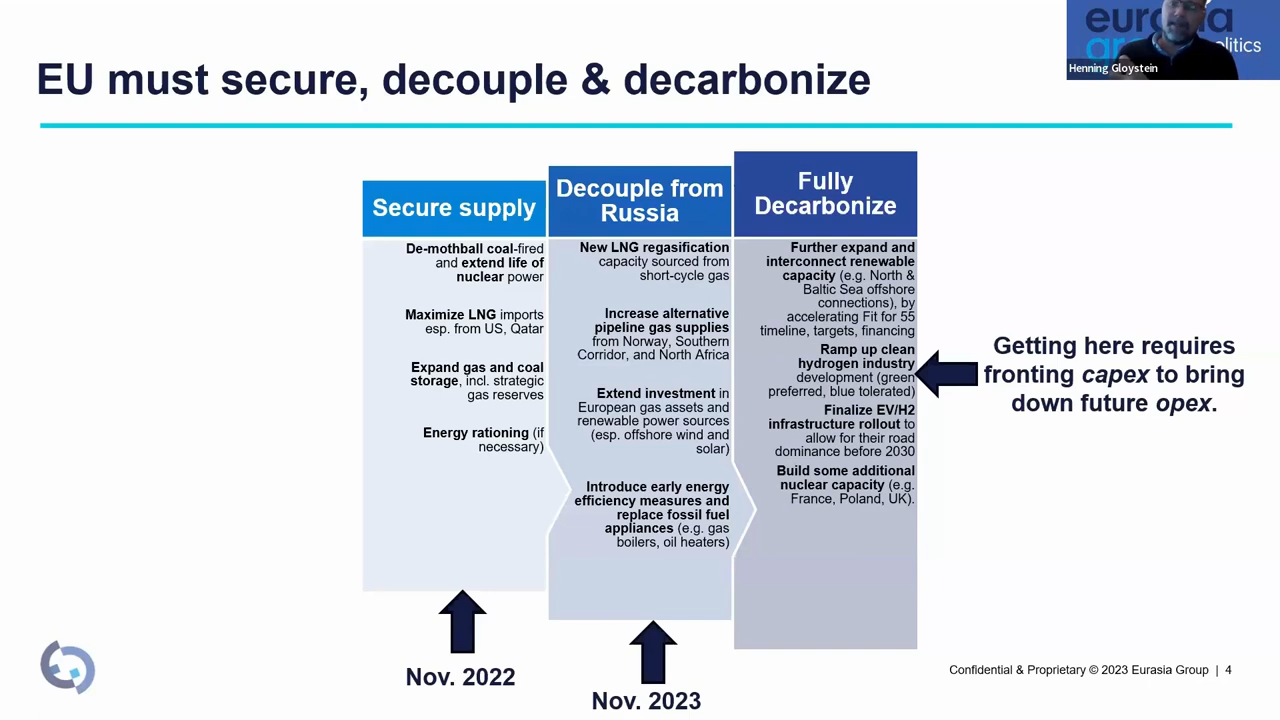 eurasia
group politics
Henning Gloystein
EU must secure, decouple & decarbonize
Secure supply
De-mothball coal-fired
and extend life of
nuclear power
Maximize LNG imports
esp. from US, Qatar
Expand gas and coal
storage, incl. strategic
gas reserves
Energy rationing (if
necessary)
Decouple from
Russia
New LNG regasification
capacity sourced from
short-cycle gas
Increase alternative
pipeline gas supplies
from Norway, Southern
Corridor, and North Africa
Extend investment in
European gas assets and
renewable power sources
(esp. offshore wind and
solar)
Introduce early energy
efficiency measures and
replace fossil fuel
appliances (e.g. gas
boilers, oil heaters)
Fully
Decarbonize
Further expand and
interconnect renewable
capacity (e.g. North &
Baltic Sea offshore
connections), by
accelerating Fit for 55
timeline, targets, financing
Ramp up clean
hydrogen industry
development (green
preferred, blue tolerated)
Finalize EV/H2
infrastructure rollout to
allow for their road
dominance before 2030
Build some additional
nuclear capacity (e.g.
France, Poland, UK).
Getting here requires
fronting capex to bring
down future opex.
Nov. 2022
Nov. 2023
Confidential & Proprietary © 2023 Eurasia Group | 4